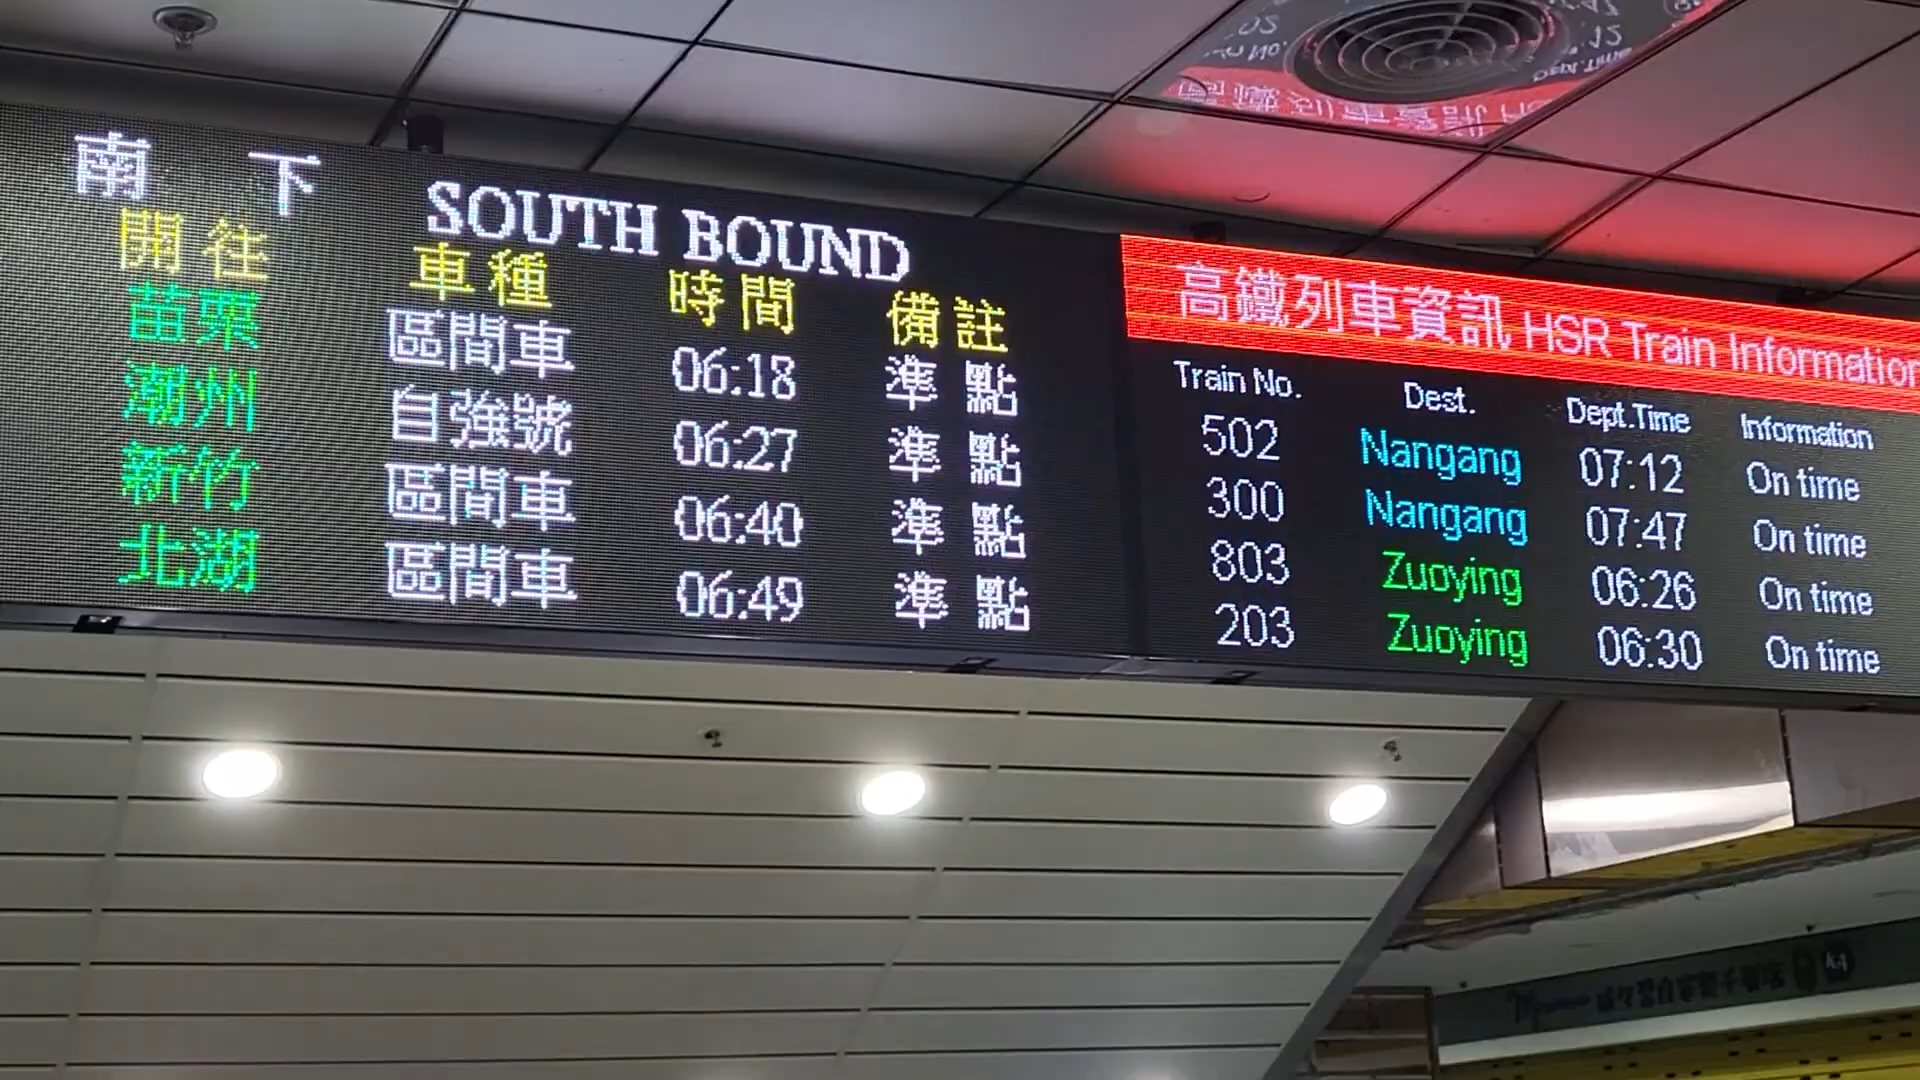 南下 SOUTH BOUND
開往 車種 時間 備註
苗栗 區間車 06:18 準點
潮州 自強號 06:27 準點
新竹 區間車 06:40 準點
北湖 區間車 06:49 準點
高鐵列車資訊 HSR Train Information
Train No. Dest. Dept.Time Information
502 Nangang 07:12 On time
300 Nangang 07:47 On time
803 Zuoying 06:26 On time
203 Zuoying 06:30 On time